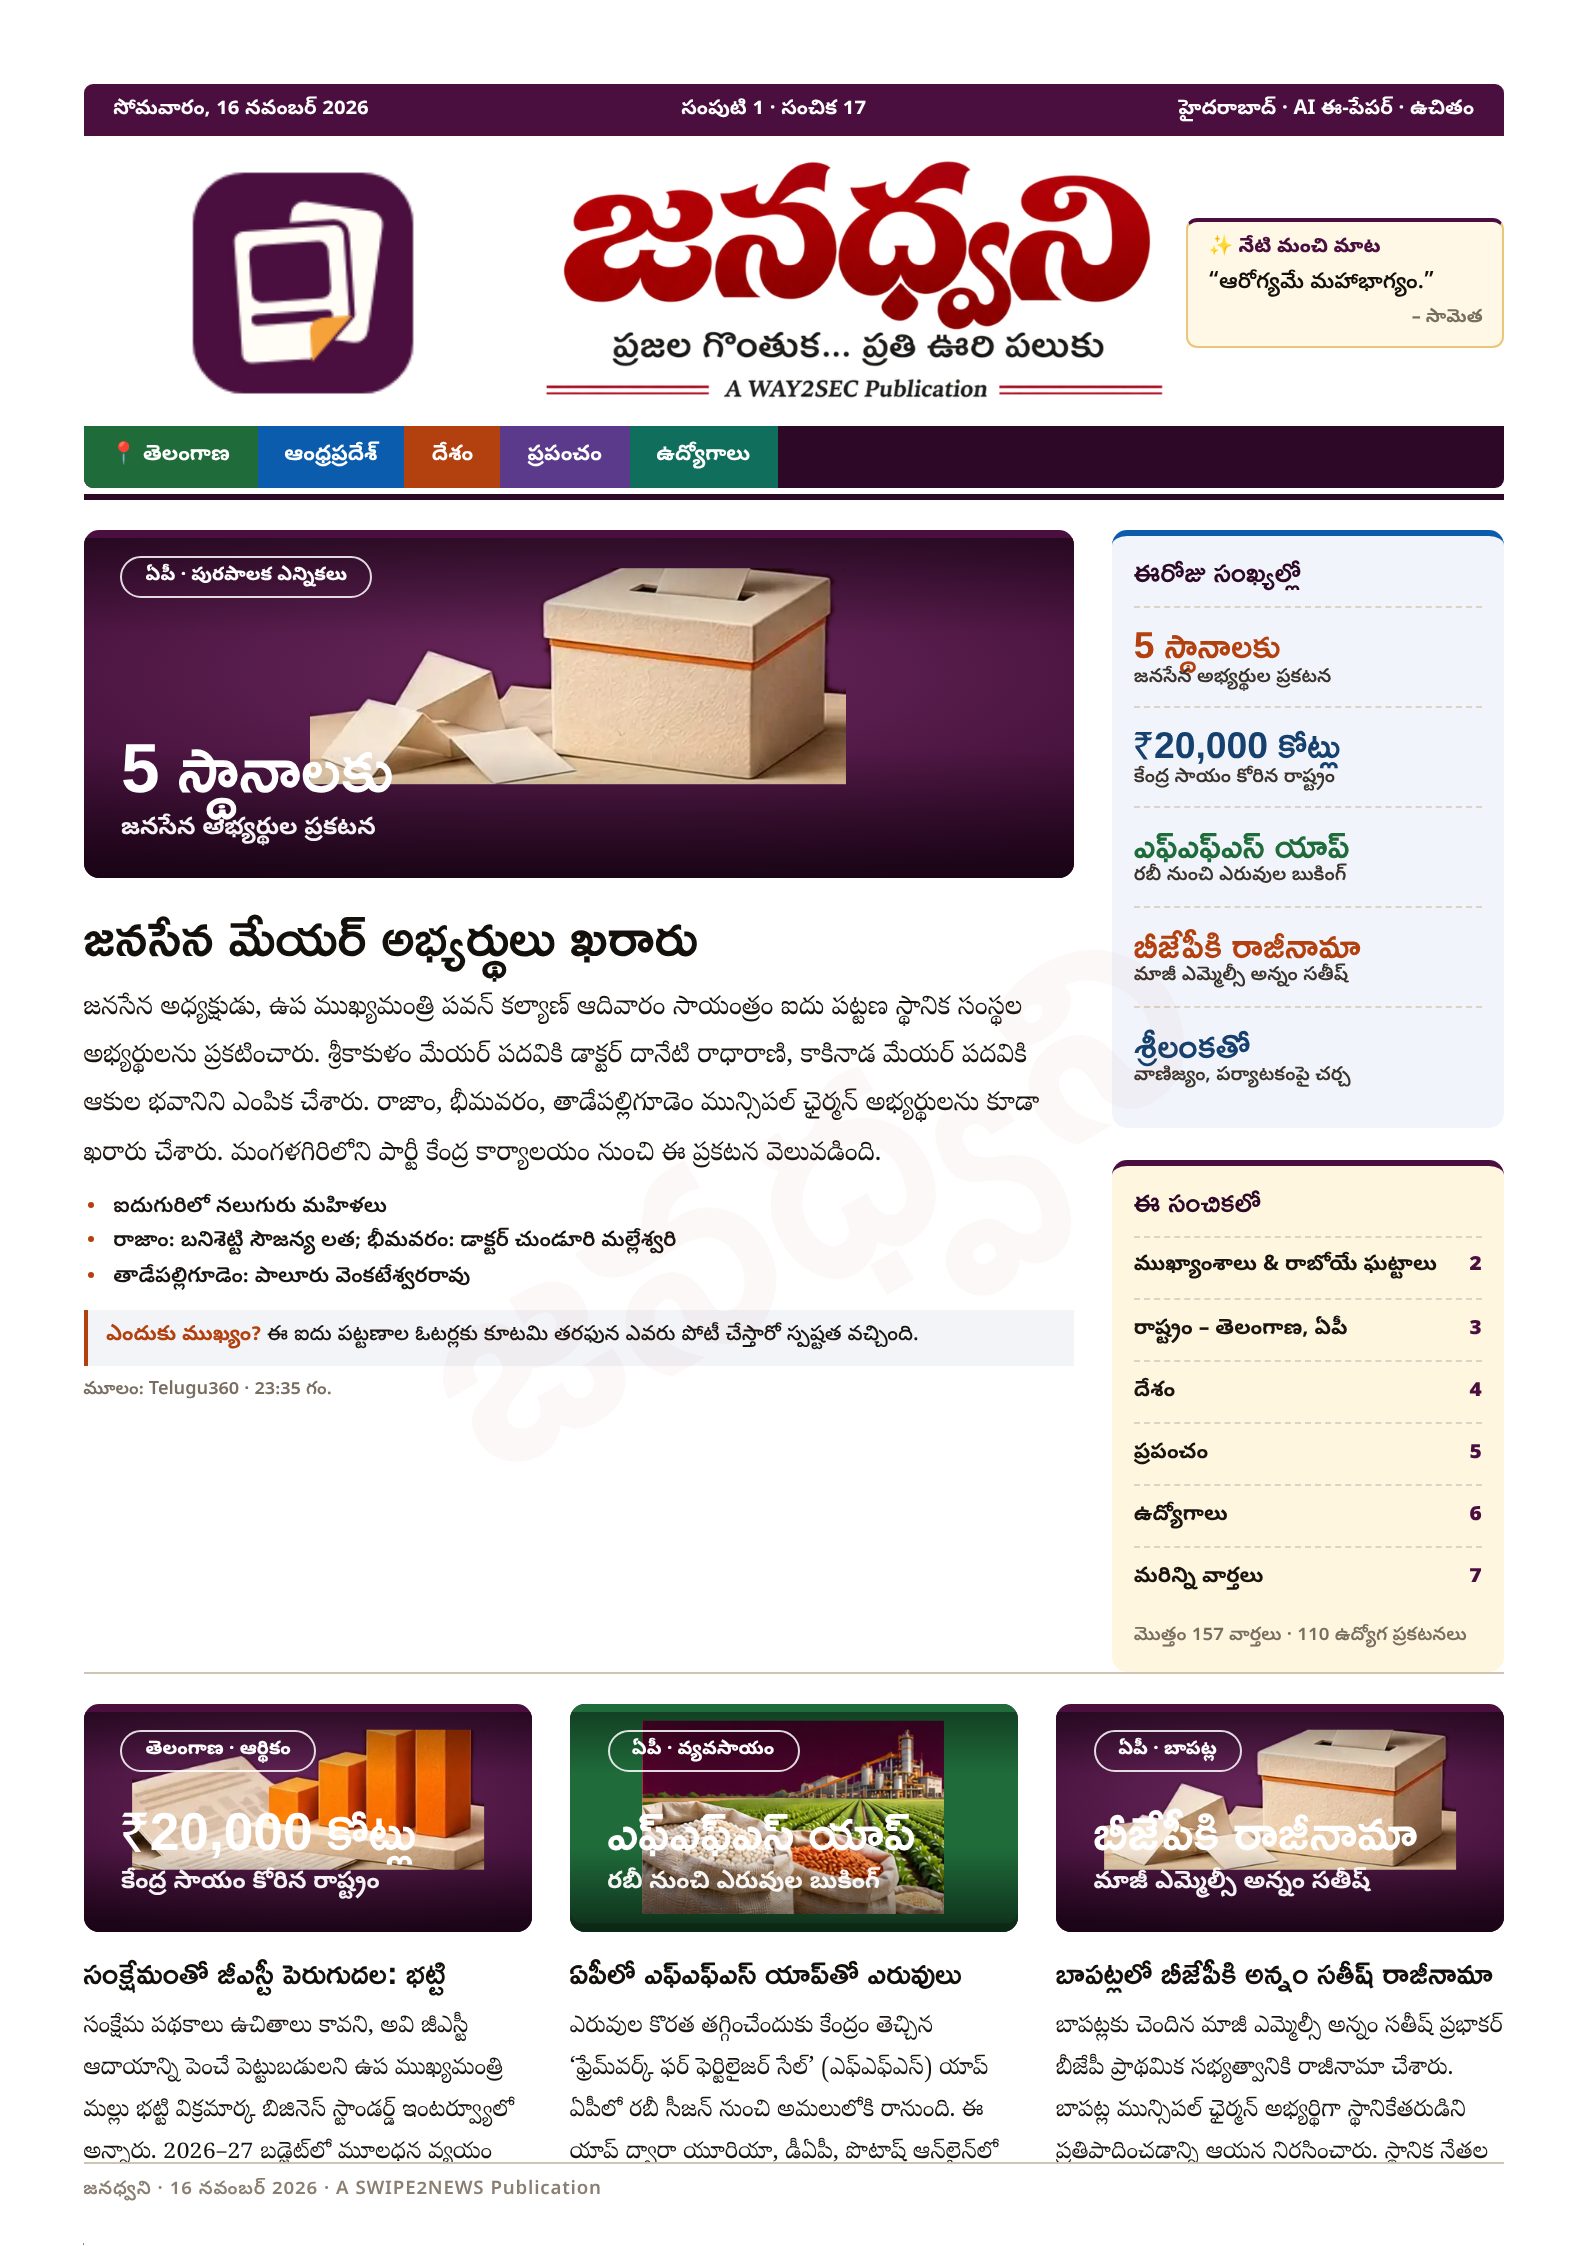 సోమవారం, 16 నవంబర్ 2026
సంపుటి 1 · సంచిక 17
హైదరాబాద్ · AI ఈ-పేపర్ · ఉచితం
జనధ్వని
ప్రజల గొంతుక... ప్రతి ఊరి పలుకు
A WAY2SEC Publication
✨ నేటి మంచి మాట
“ఆరోగ్యమే మహాభాగ్యం.”
– సామెత
📍 తెలంగాణ
ఆంధ్రప్రదేశ్
దేశం
ప్రపంచం
ఉద్యోగాలు
ఏపీ · పురపాలక ఎన్నికలు
5 స్థానాలకు
జనసేన అభ్యర్థుల ప్రకటన
జనసేన మేయర్ అభ్యర్థులు ఖరారు
జనసేన అధ్యక్షుడు, ఉప ముఖ్యమంత్రి పవన్ కల్యాణ్ ఆదివారం సాయంత్రం ఐదు పట్టణ స్థానిక సంస్థల
అభ్యర్థులను ప్రకటించారు. శ్రీకాకుళం మేయర్ పదవికి డాక్టర్ దానేటి రాధారాణి, కాకినాడ మేయర్ పదవికి
ఆకుల భవానిని ఎంపిక చేశారు. రాజాం, భీమవరం, తాడేపల్లిగూడెం మున్సిపల్ ఛైర్మన్ అభ్యర్థులను కూడా
ఖరారు చేశారు. మంగళగిరిలోని పార్టీ కేంద్ర కార్యాలయం నుంచి ఈ ప్రకటన వెలువడింది.
• ఐదుగురిలో నలుగురు మహిళలు
• రాజాం: బనిశెట్టి సౌజన్య లత; భీమవరం: డాక్టర్ చుండూరి మల్లేశ్వరి
• తాడేపల్లిగూడెం: పాలూరు వెంకటేశ్వరరావు
ఎందుకు ముఖ్యం? ఈ ఐదు పట్టణాల ఓటర్లకు కూటమి తరఫున ఎవరు పోటీ చేస్తారో స్పష్టత వచ్చింది.
మూలం: Telugu360 · 23:35 గం.
జనధ్వని
ఈరోజు సంఖ్యల్లో
5 స్థానాలకు
జనసేన అభ్యర్థుల ప్రకటన
₹20,000 కోట్లు
కేంద్ర సాయం కోరిన రాష్ట్రం
ఎఫ్ఎఫ్ఎస్ యాప్
రబీ నుంచి ఎరువుల బుకింగ్
బీజేపీకి రాజీనామా
మాజీ ఎమ్మెల్సీ అన్నం సతీష్
శ్రీలంకతో
వాణిజ్యం, పర్యాటకంపై చర్చ
ఈ సంచికలో
ముఖ్యాంశాలు & రాబోయే ఘట్టాలు 2
రాష్ట్రం – తెలంగాణ, ఏపీ 3
దేశం 4
ప్రపంచం 5
ఉద్యోగాలు 6
మరిన్ని వార్తలు 7
మొత్తం 157 వార్తలు · 110 ఉద్యోగ ప్రకటనలు
తెలంగాణ · ఆర్థికం
₹20,000 కోట్లు
కేంద్ర సాయం కోరిన రాష్ట్రం
సంక్షేమంతో జీఎస్టీ పెరుగుదల: భట్టి
సంక్షేమ పథకాలు ఉచితాలు కావని, అవి జీఎస్టీ
ఆదాయాన్ని పెంచే పెట్టుబడులని ఉప ముఖ్యమంత్రి
మల్లు భట్టి విక్రమార్క బిజినెస్ స్టాండర్డ్ ఇంటర్వ్యూలో
అన్నారు. 2026–27 బడ్జెట్‌లో మూలధన వ్యయం
ఏపీ · వ్యవసాయం
ఎఫ్ఎఫ్ఎస్ యాప్
రబీ నుంచి ఎరువుల బుకింగ్
ఏపీలో ఎఫ్ఎఫ్ఎస్ యాప్‌తో ఎరువులు
ఎరువుల కొరత తగ్గించేందుకు కేంద్రం తెచ్చిన
‘ఫ్రేమ్‌వర్క్ ఫర్ ఫెర్టిలైజర్ సేల్’ (ఎఫ్ఎఫ్ఎస్) యాప్
ఏపీలో రబీ సీజన్ నుంచి అమలులోకి రానుంది. ఈ
యాప్ ద్వారా యూరియా, డీఏపీ, పొటాష్ ఆన్‌లైన్‌లో
ఏపీ · బాపట్ల
బీజేపీకి రాజీనామా
మాజీ ఎమ్మెల్సీ అన్నం సతీష్
బాపట్లలో బీజేపీకి అన్నం సతీష్ రాజీనామా
బాపట్లకు చెందిన మాజీ ఎమ్మెల్సీ అన్నం సతీష్ ప్రభాకర్
బీజేపీ ప్రాథమిక సభ్యత్వానికి రాజీనామా చేశారు.
బాపట్ల మున్సిపల్ ఛైర్మన్ అభ్యర్థిగా స్థానికేతరుడిని
ప్రతిపాదించడాన్ని ఆయన నిరసించారు. స్థానిక నేతల
జనధ్వని · 16 నవంబర్ 2026 · A SWIPE2NEWS Publication